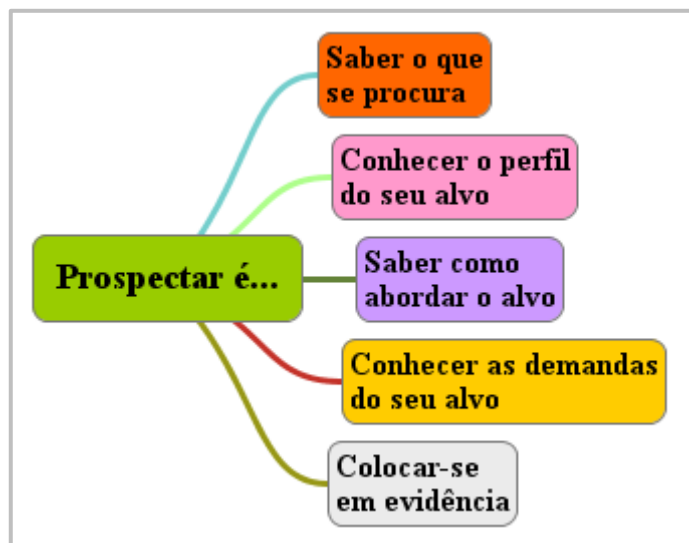 Saber o que
se procura
Conhecer o perfil
do seu alvo
Prospectar é...
Saber como
abordar o alvo
Conhecer as demandas
do seu alvo
Colocar-se
em evidência